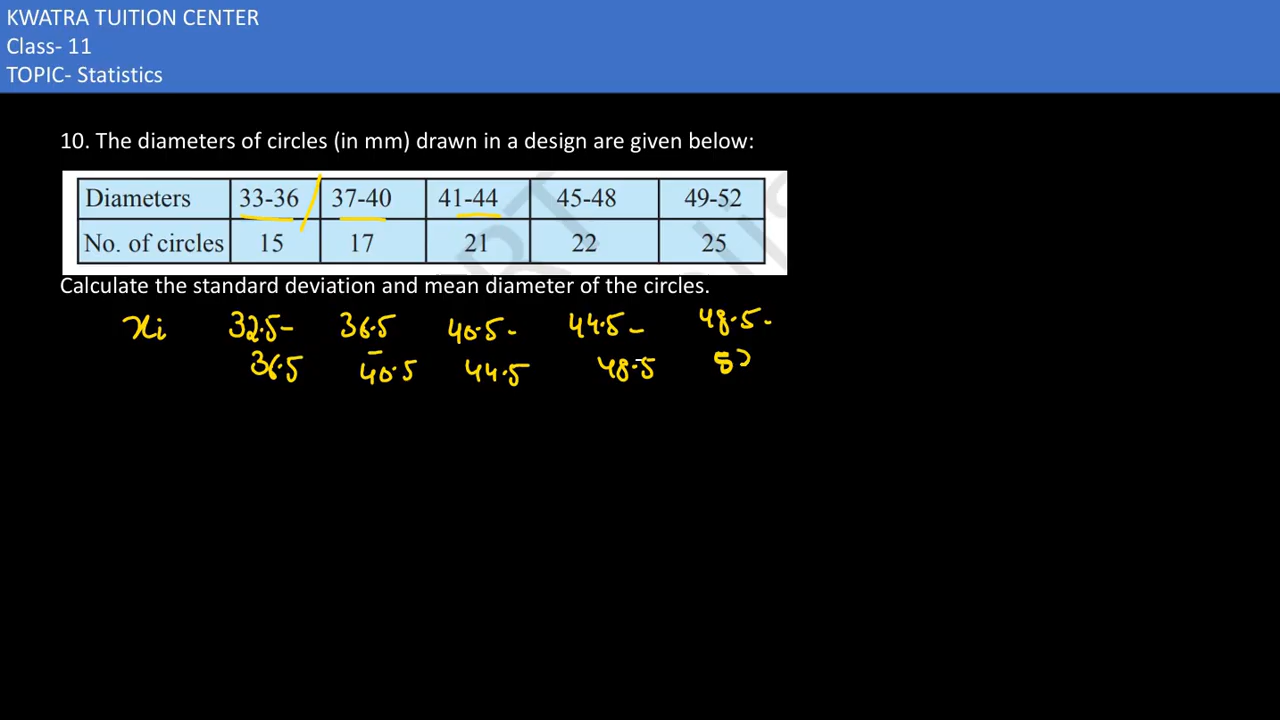 KWATRA TUITION CENTER
Class- 11
TOPIC- Statistics
10. The diameters of circles (in mm) drawn in a design are given below:
Diameters 33-36 37-40 41-44 45-48 49-52
No. of circles 15 17 21 22 25
Calculate the standard deviation and mean diameter of the circles.
xi 32.5- 36.5 40.5- 44.5- 48.5-
36.5 -40.5 44.5 48.5